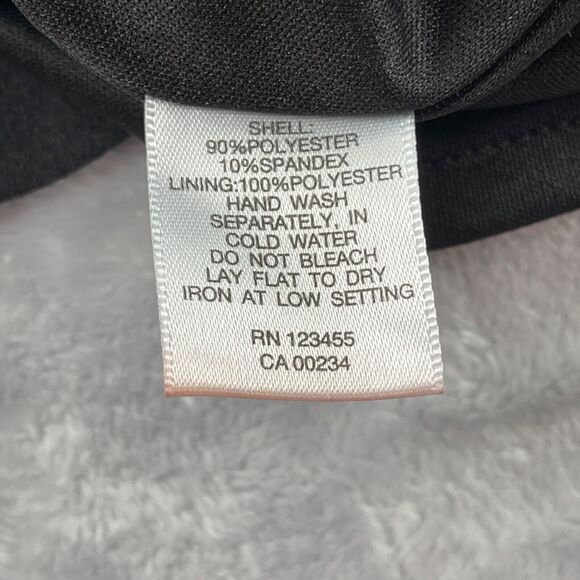 SHELL:
90%POLYESTER
10%SPANDEX
LINING:100%POLYESTER
HAND WASH
SEPARATELY, IN
COLD WATER
DO NOT BLEACH
LAY FLAT TO DRY
IRON AT LOW SETTING
RN 123455
CA 00234